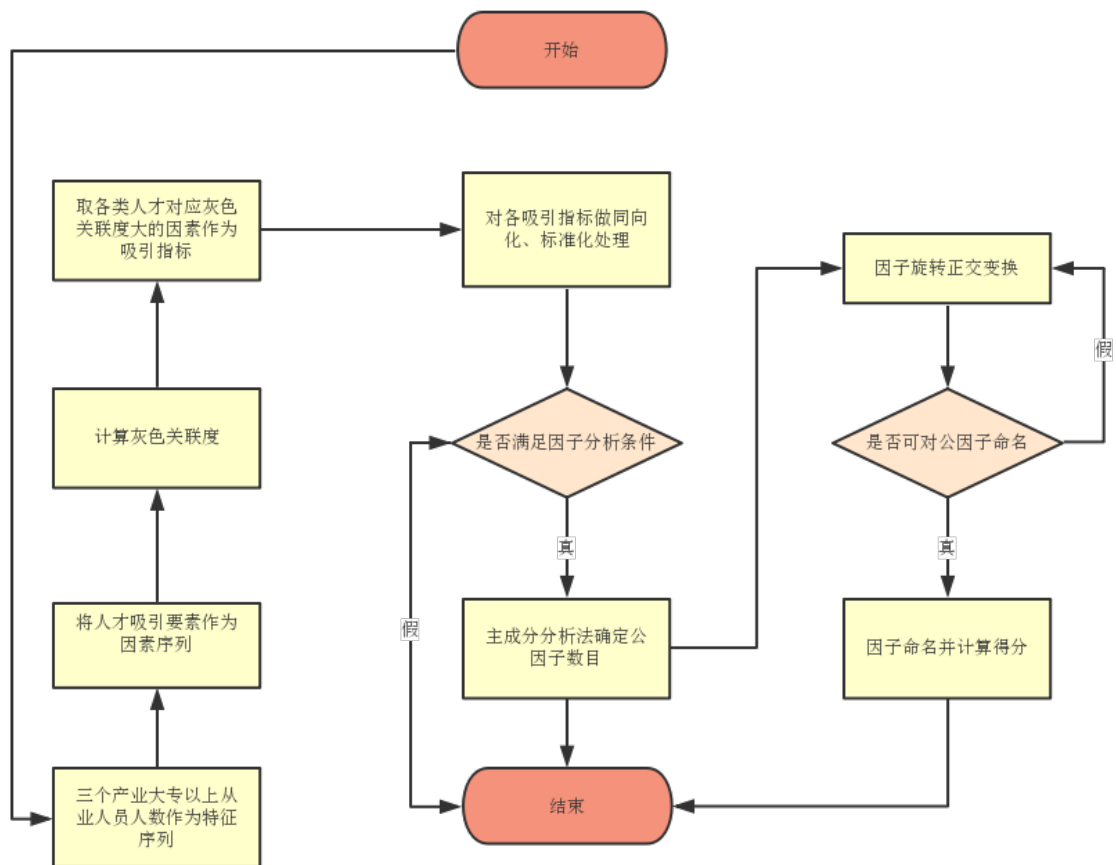 开始
取各类人才对应灰色
关联度大的因素作为
吸引指标
对各吸引指标做同向
化、标准化处理
因子旋转正交变换
假
计算灰色关联度
是否满足因子分析条件
是否可对公因子命名
真
真
将人才吸引要素作为
因素序列
假
主成分分析法确定公
因子数目
因子命名并计算得分
三个产业大专以上从
业人员人数作为特征
序列
结束